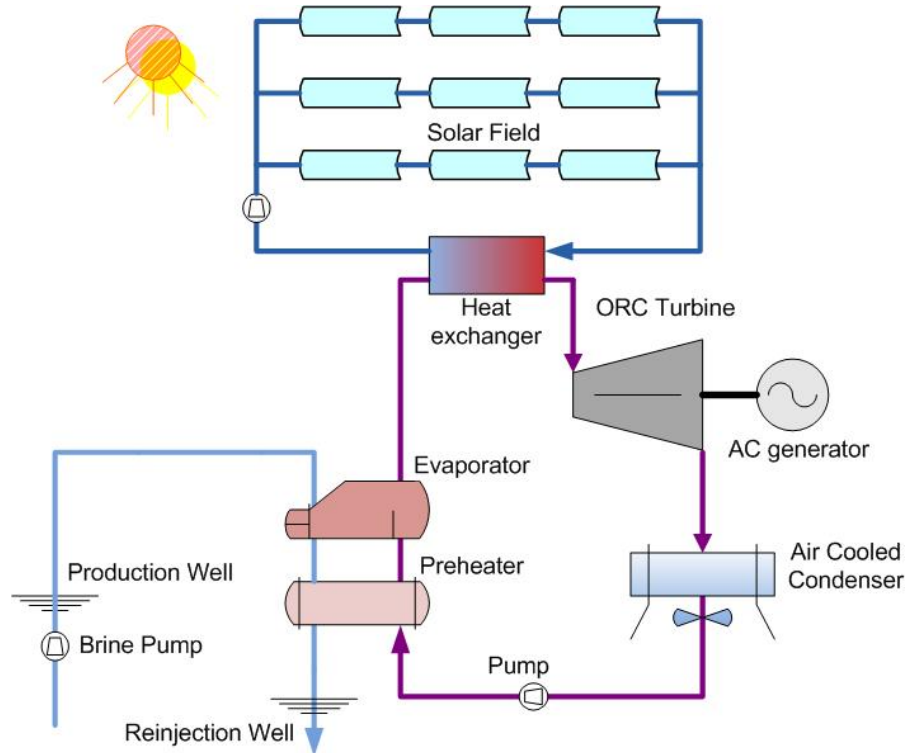 Solar Field
Heat
exchanger
ORC Turbine
AC generator
Evaporator
Production Well
Preheater
Air Cooled
Condenser
Brine Pump
Pump
Reinjection Well